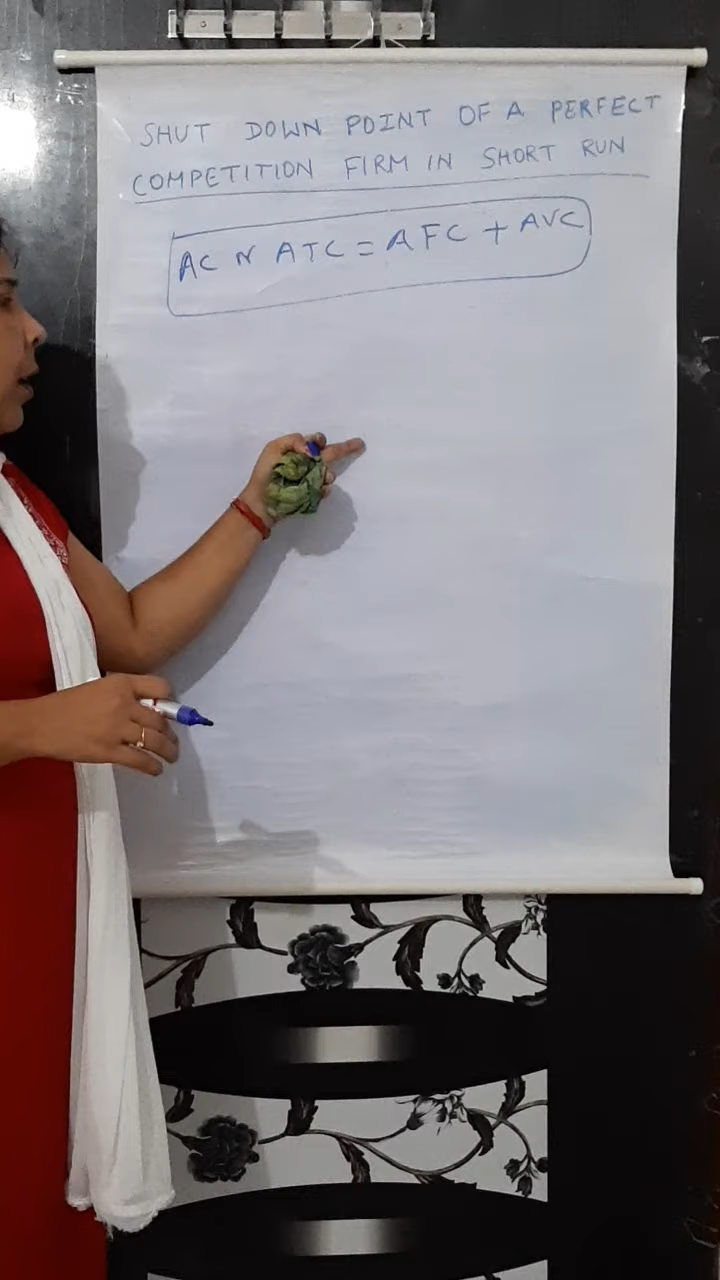 SHUT DOWN POINT OF A PERFECT
COMPETITION FIRM IN SHORT RUN
AC N ATC = AFC + AVC